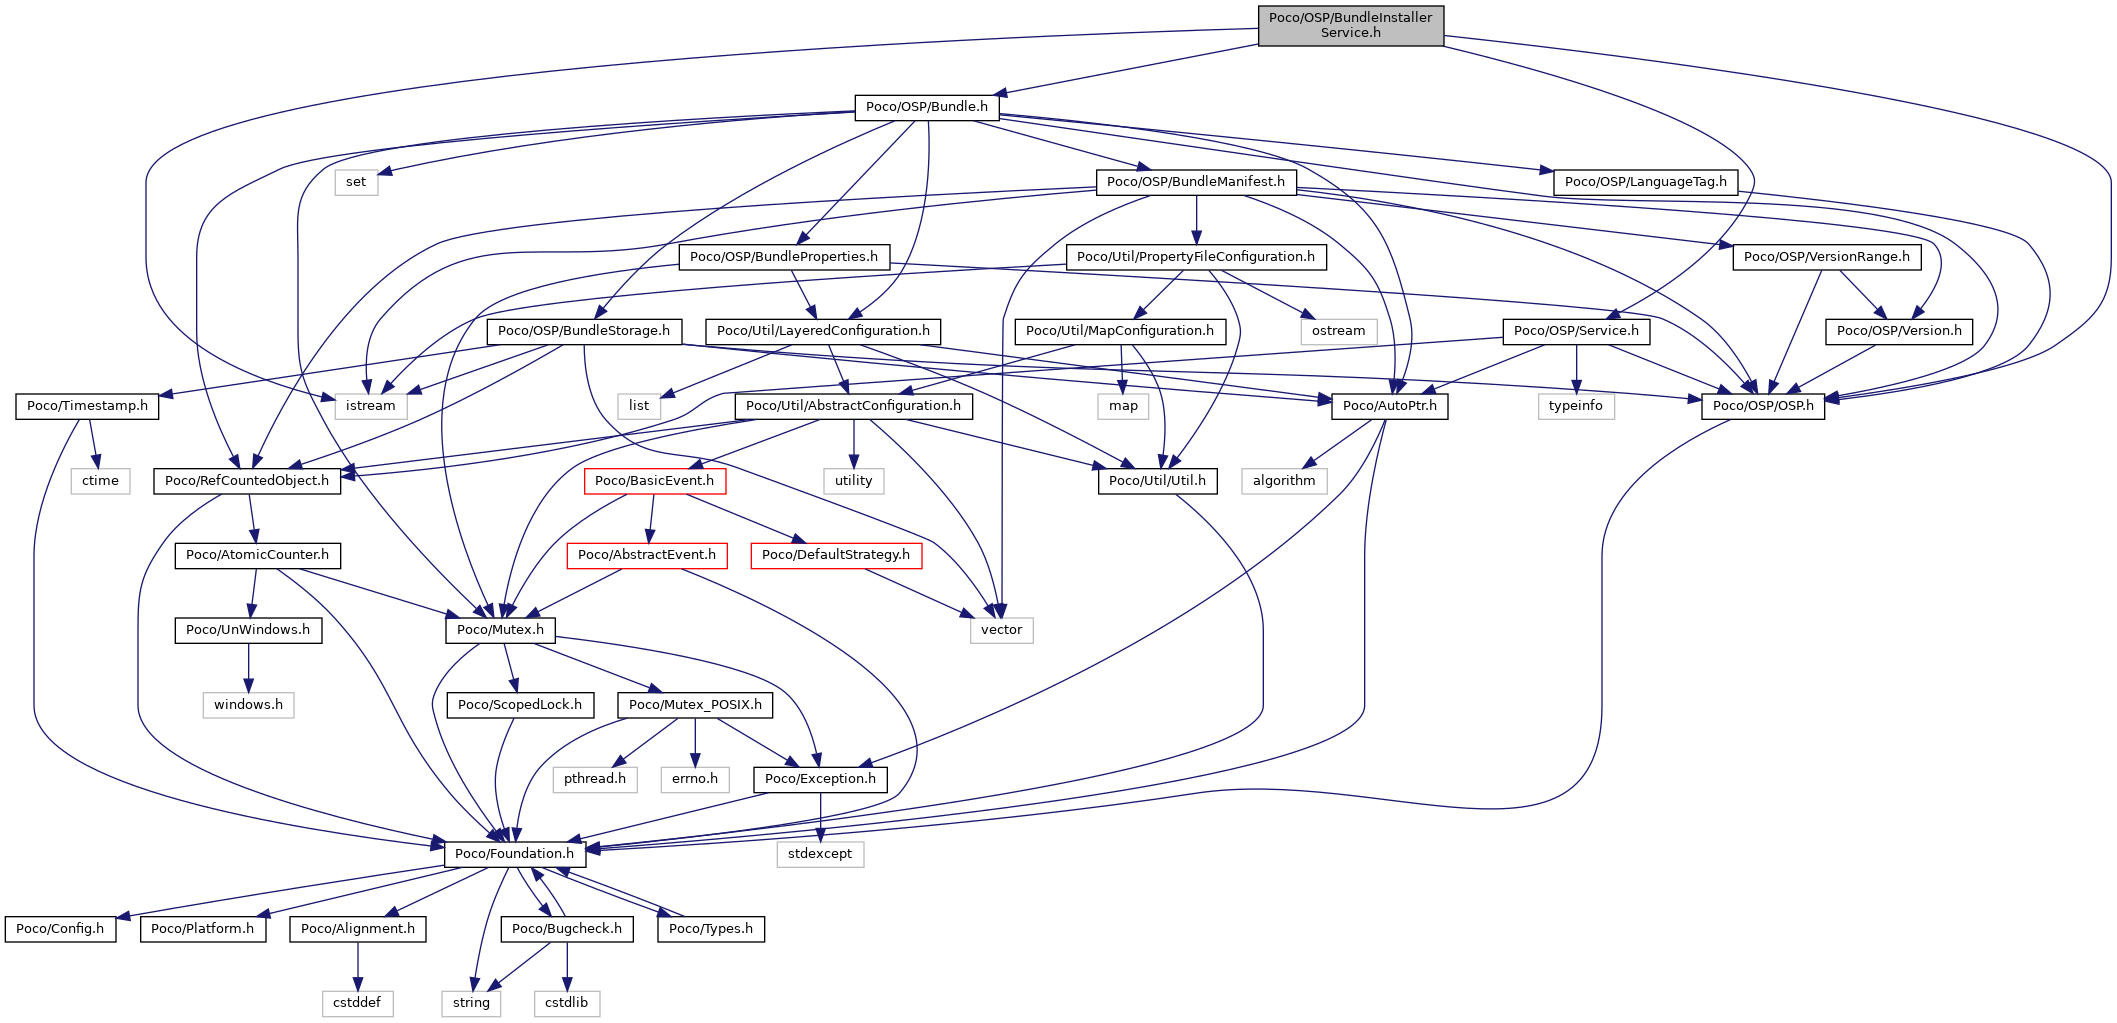 Poco/OSP/BundleInstaller
Service.h
Poco/OSP/Bundle.h
set
Poco/OSP/BundleManifest.h
Poco/OSP/LanguageTag.h
Poco/OSP/BundleProperties.h
Poco/Util/PropertyFileConfiguration.h
Poco/OSP/VersionRange.h
Poco/OSP/BundleStorage.h
Poco/Util/LayeredConfiguration.h
Poco/Util/MapConfiguration.h
ostream
Poco/OSP/Service.h
Poco/OSP/Version.h
Poco/Timestamp.h
istream
list
Poco/Util/AbstractConfiguration.h
map
Poco/AutoPtr.h
typeinfo
Poco/OSP/OSP.h
ctime
Poco/RefCountedObject.h
Poco/BasicEvent.h
utility
Poco/Util/Util.h
algorithm
Poco/AtomicCounter.h
Poco/AbstractEvent.h
Poco/DefaultStrategy.h
Poco/UnWindows.h
Poco/Mutex.h
vector
windows.h
Poco/ScopedLock.h
Poco/Mutex_POSIX.h
pthread.h
errno.h
Poco/Exception.h
Poco/Foundation.h
stdexcept
Poco/Config.h
Poco/Platform.h
Poco/Alignment.h
Poco/Bugcheck.h
Poco/Types.h
cstddef
string
cstdlib